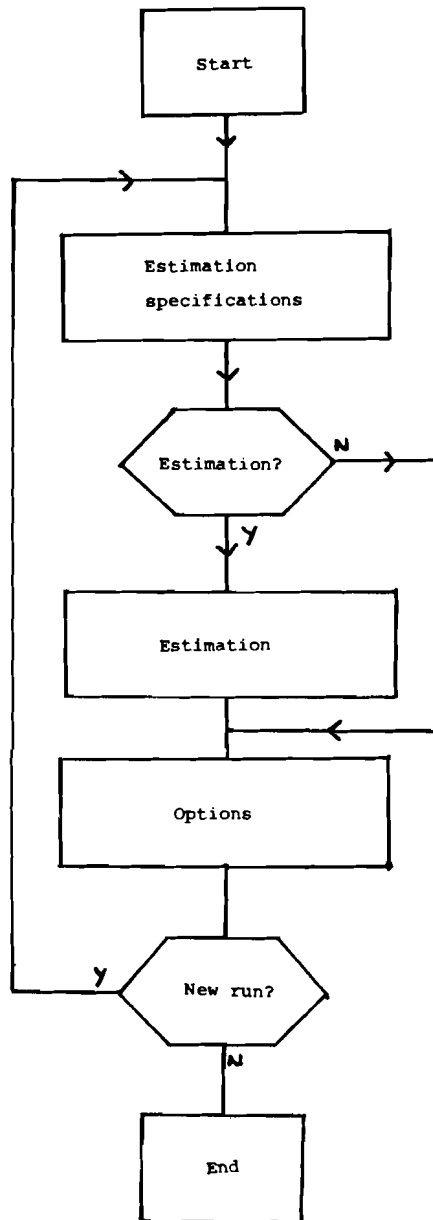 Start
Estimation
specifications
Estimation?
N
Y
Estimation
Options
Y
New run?
N
End